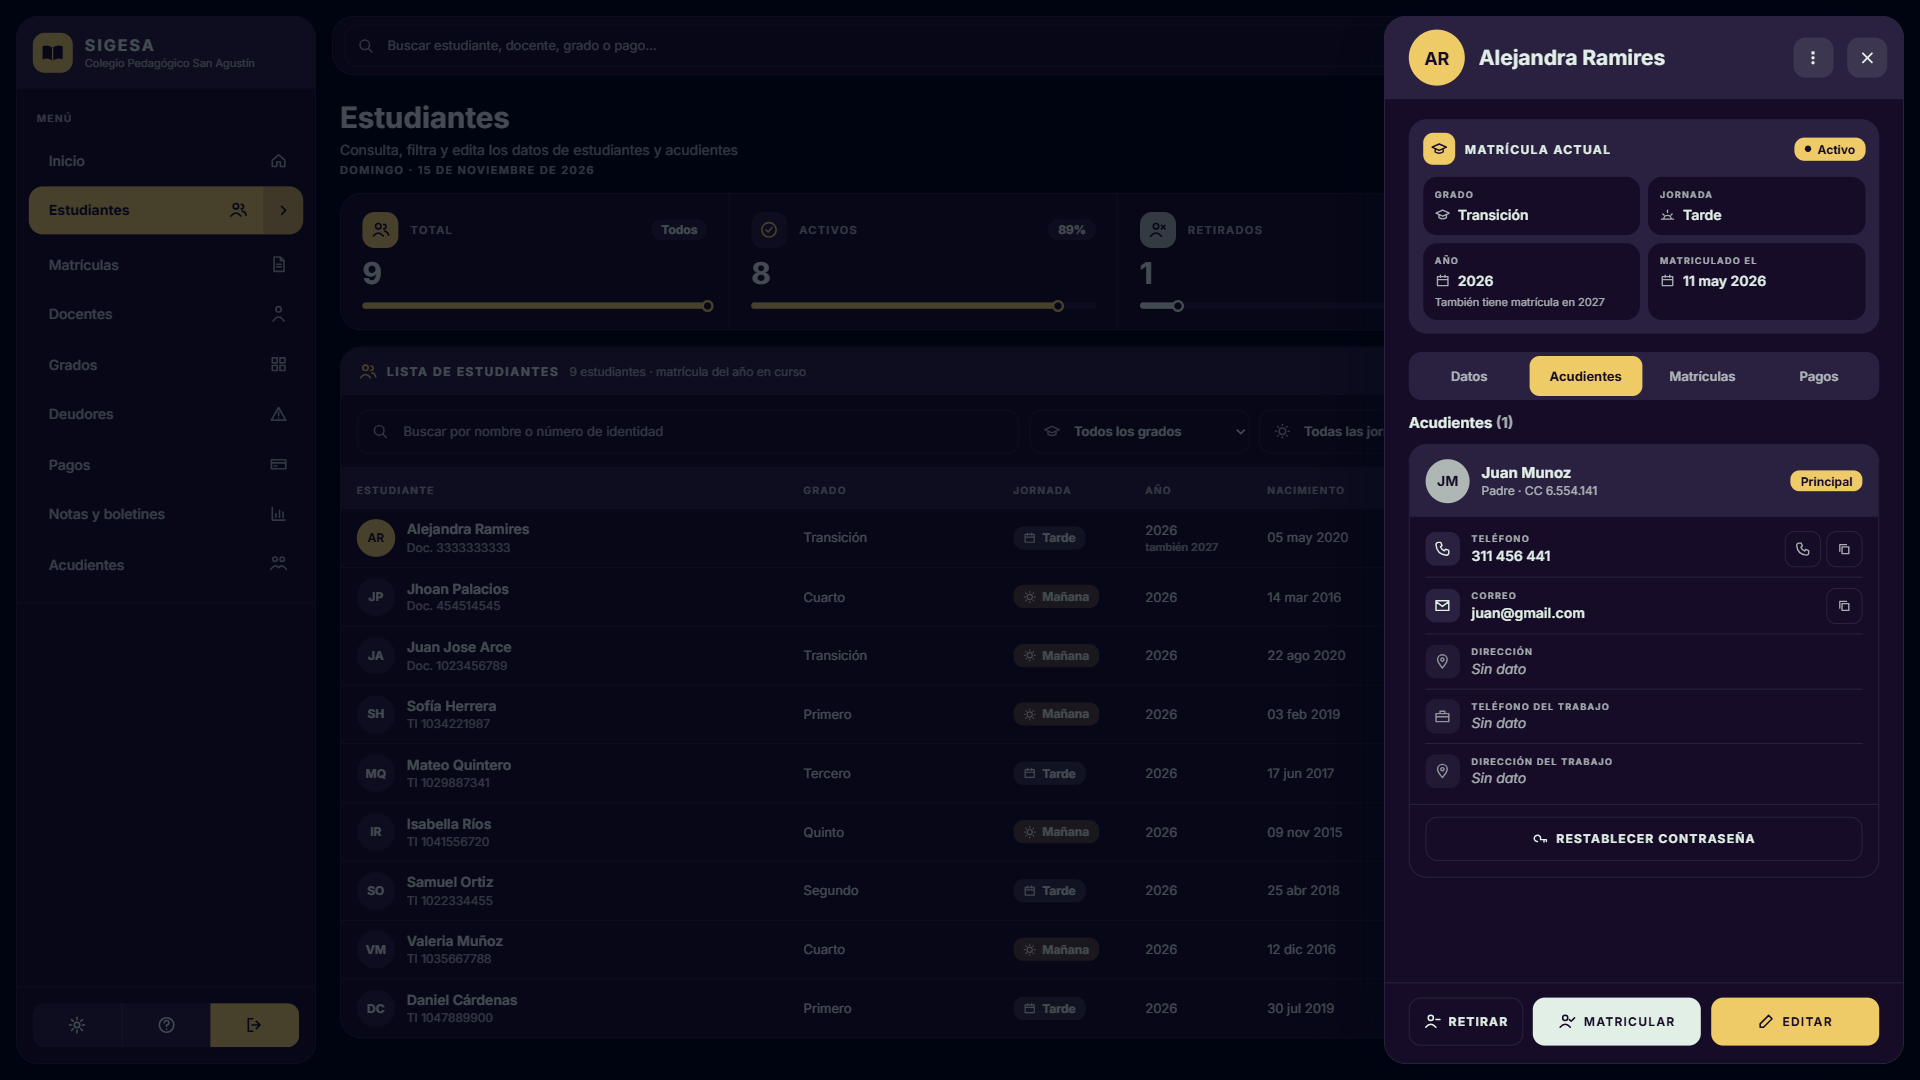 SIGESA
Colegio Pedagógico San Agustín
MENÚ
Inicio
Estudiantes
Matrículas
Docentes
Grados
Deudores
Pagos
Notas y boletines
Acudientes
Buscar estudiante, docente, grado o pago...
Estudiantes
Consulta, filtra y edita los datos de estudiantes y acudientes
DOMINGO · 15 DE NOVIEMBRE DE 2026
TOTAL
Todos
9
ACTIVOS
89%
8
RETIRADOS
1
LISTA DE ESTUDIANTES 9 estudiantes · matrícula del año en curso
Buscar por nombre o número de identidad
Todos los grados
Todas las jor
ESTUDIANTE GRADO JORNADA AÑO NACIMIENTO
AR Alejandra Ramires Transición Tarde 2026 05 may 2020
Doc. 3333333333 también 2027
JP Jhoan Palacios Cuarto Mañana 2026 14 mar 2016
Doc. 454514545
JA Juan Jose Arce Transición Mañana 2026 22 ago 2020
Doc. 1023456789
SH Sofía Herrera Primero Mañana 2026 03 feb 2019
TI 1034221987
MQ Mateo Quintero Tercero Tarde 2026 17 jun 2017
TI 1029887341
IR Isabella Ríos Quinto Mañana 2026 09 nov 2015
TI 1041556720
SO Samuel Ortiz Segundo Tarde 2026 25 abr 2018
TI 1022334455
VM Valeria Muñoz Cuarto Mañana 2026 12 dic 2016
TI 1035667788
DC Daniel Cárdenas Primero Tarde 2026 30 jul 2019
TI 1047889900
AR Alejandra Ramires
MATRÍCULA ACTUAL
Activo
GRADO
Transición
JORNADA
Tarde
AÑO
2026
También tiene matrícula en 2027
MATRICULADO EL
11 may 2026
Datos Acudientes Matrículas Pagos
Acudientes (1)
JM Juan Munoz
Padre · CC 6.554.141
Principal
TELÉFONO
311 456 441
CORREO
juan@gmail.com
DIRECCIÓN
Sin dato
TELÉFONO DEL TRABAJO
Sin dato
DIRECCIÓN DEL TRABAJO
Sin dato
RESTABLECER CONTRASEÑA
RETIRAR MATRICULAR EDITAR